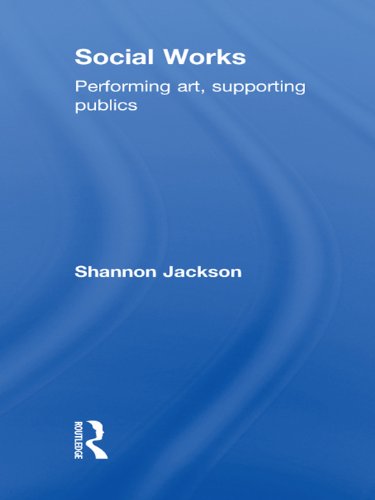 Social Works
Performing art, supporting
publics
Shannon Jackson
ROUTLEDGE